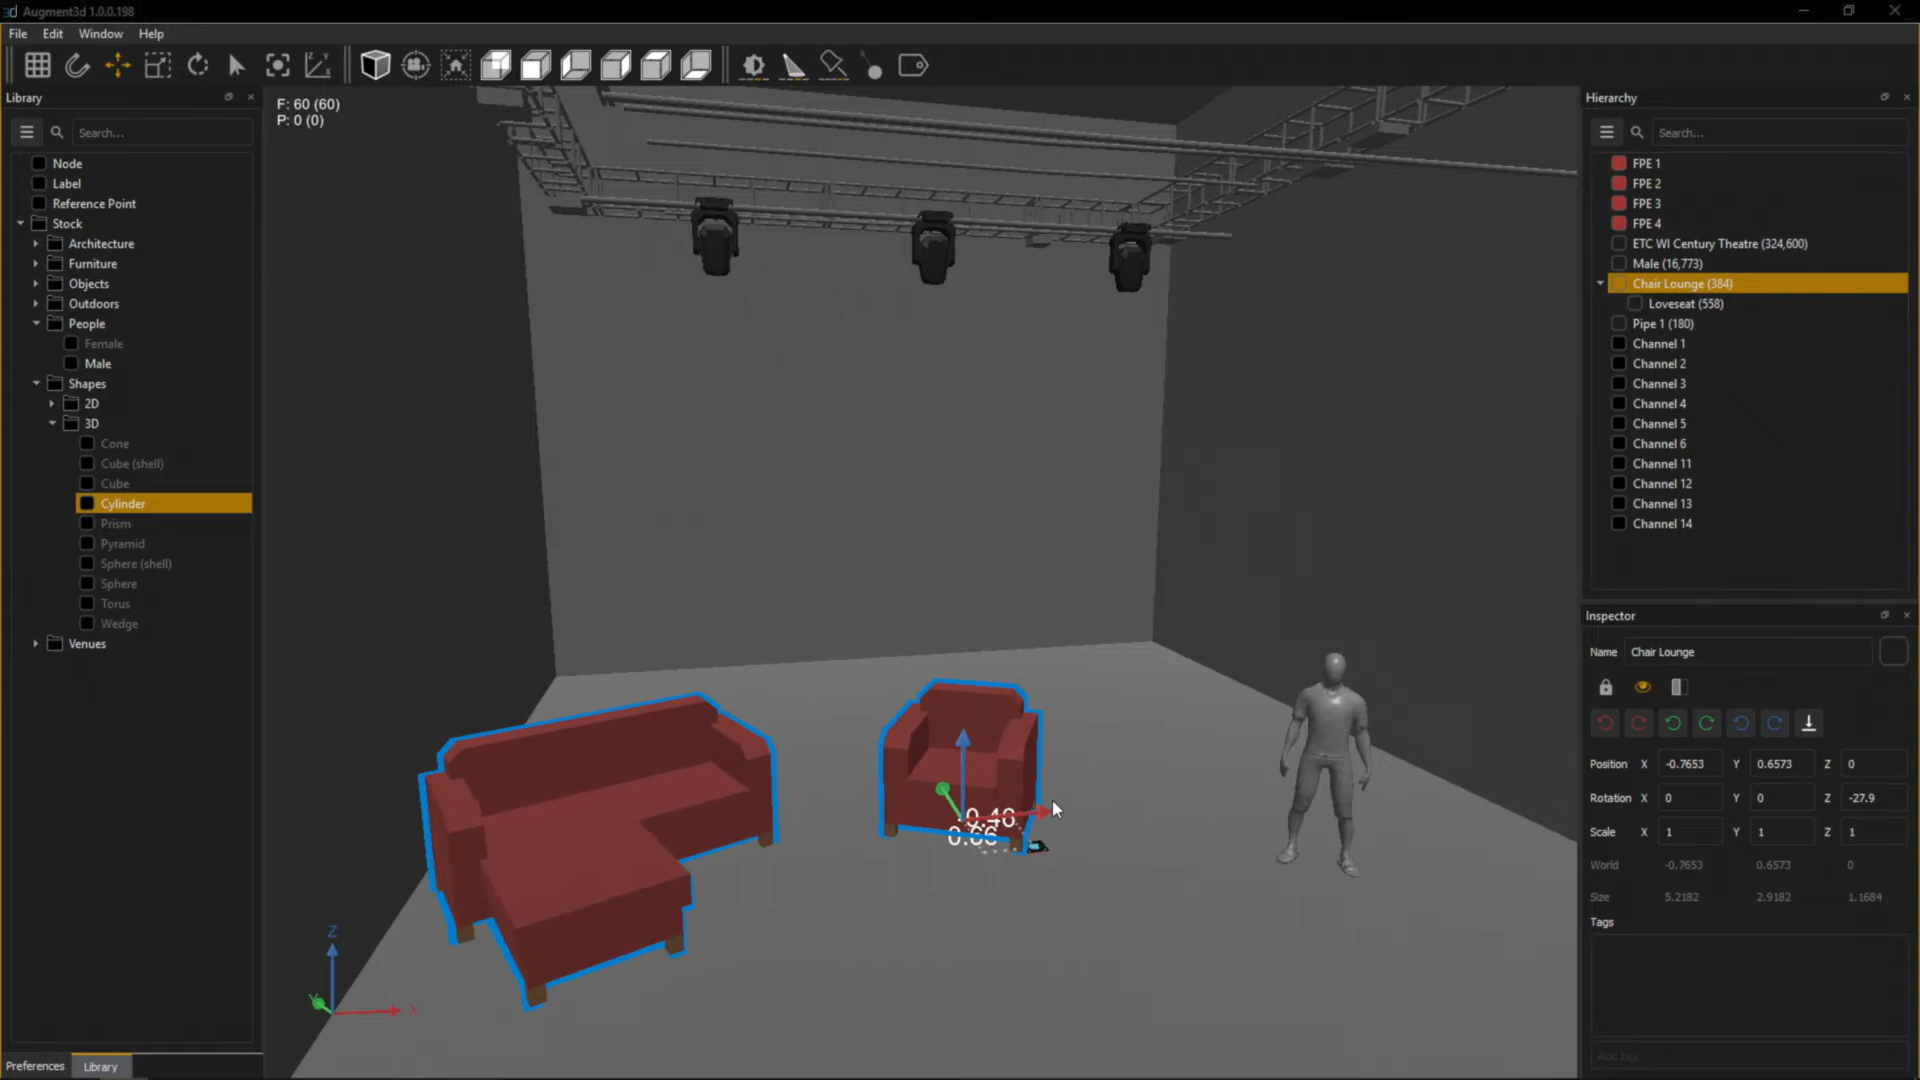 3d Augment3d 1.0.0.198
File Edit Window Help
Library
Search...
Node
Label
Reference Point
Stock
Architecture
Furniture
Objects
Outdoors
People
Female
Male
Shapes
2D
3D
Cone
Cube (shell)
Cube
Cylinder
Prism
Pyramid
Sphere (shell)
Sphere
Torus
Wedge
Venues
Preferences Library
F: 60 (60)
P: 0 (0)
0.66
Z
Y
X
Hierarchy
Search...
FPE 1
FPE 2
FPE 3
FPE 4
ETC WI Century Theatre (324,600)
Male (16,773)
Chair Lounge (384)
Loveseat (558)
Pipe 1 (180)
Channel 1
Channel 2
Channel 3
Channel 4
Channel 5
Channel 6
Channel 11
Channel 12
Channel 13
Channel 14
Inspector
Name Chair Lounge
Position X -0.7653 Y 0.6573 Z 0
Rotation X 0 Y 0 Z -27.9
Scale X 1 Y 1 Z 1
World -0.7653 0.6573 0
Size 5.2182 2.9182 1.1684
Tags
Add tag...